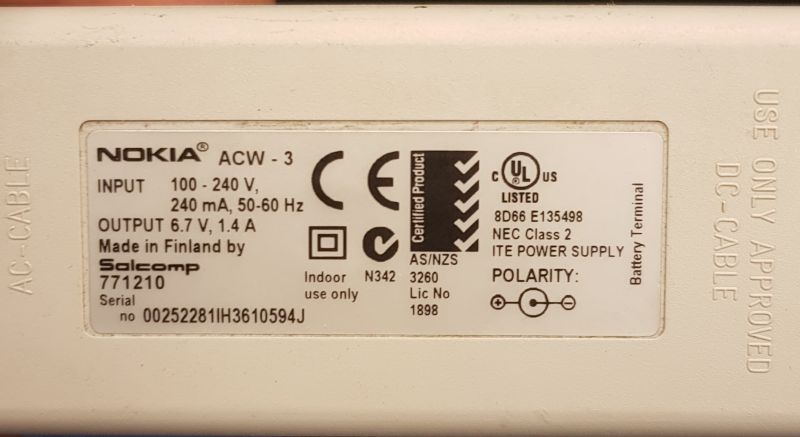 NOKIA® ACW - 3
INPUT 100 - 240 V,
240 mA, 50-60 Hz
OUTPUT 6.7 V, 1.4 A
Made in Finland by
Salcomp
771210
Serial
no 00252281IH3610594J
CE
Indoor
use only
N342
Certified Product
AS/NZS
3260
Lic No
1898
C UL US
LISTED
8D66 E135498
NEC Class 2
ITE POWER SUPPLY
POLARITY:
Battery Terminal
AC-CABLE
USE ONLY APPROVED
DC-CABLE